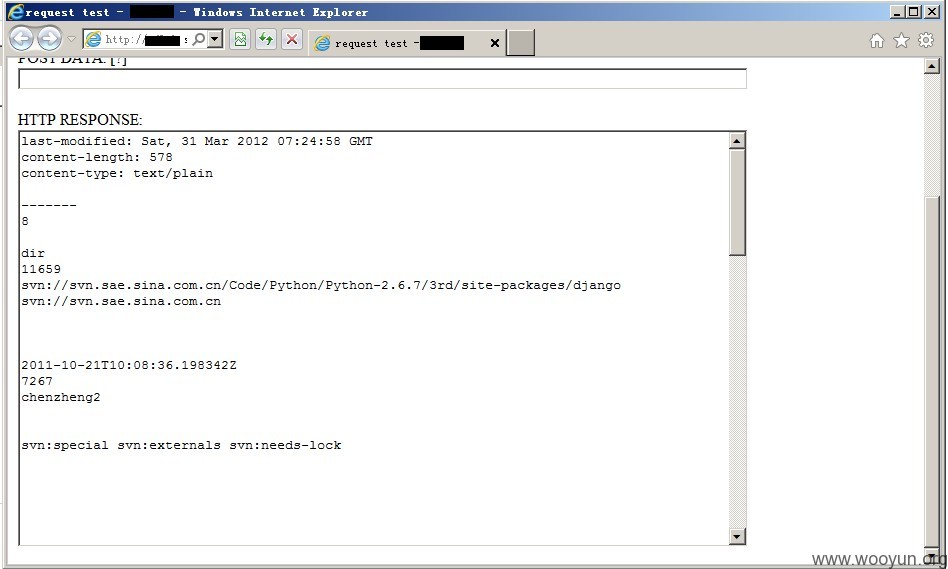 request test - - Windows Internet Explorer
http:// s
request test -
POST DATA: [?]
HTTP RESPONSE:
last-modified: Sat, 31 Mar 2012 07:24:58 GMT
content-length: 578
content-type: text/plain
-------
8
dir
11659
svn://svn.sae.sina.com.cn/Code/Python/Python-2.6.7/3rd/site-packages/django
svn://svn.sae.sina.com.cn
2011-10-21T10:08:36.198342Z
7267
chenzheng2
svn:special svn:externals svn:needs-lock
www.wooyun.org